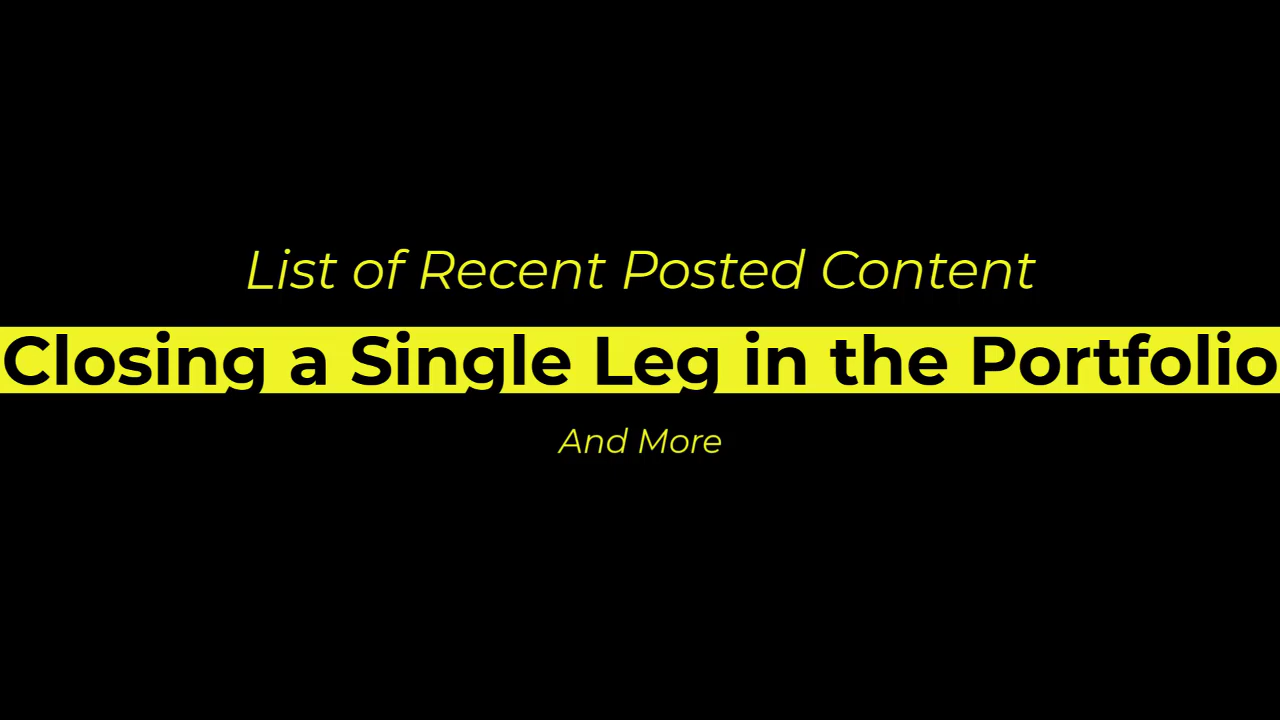 List of Recent Posted Content
Closing a Single Leg in the Portfolio
And More